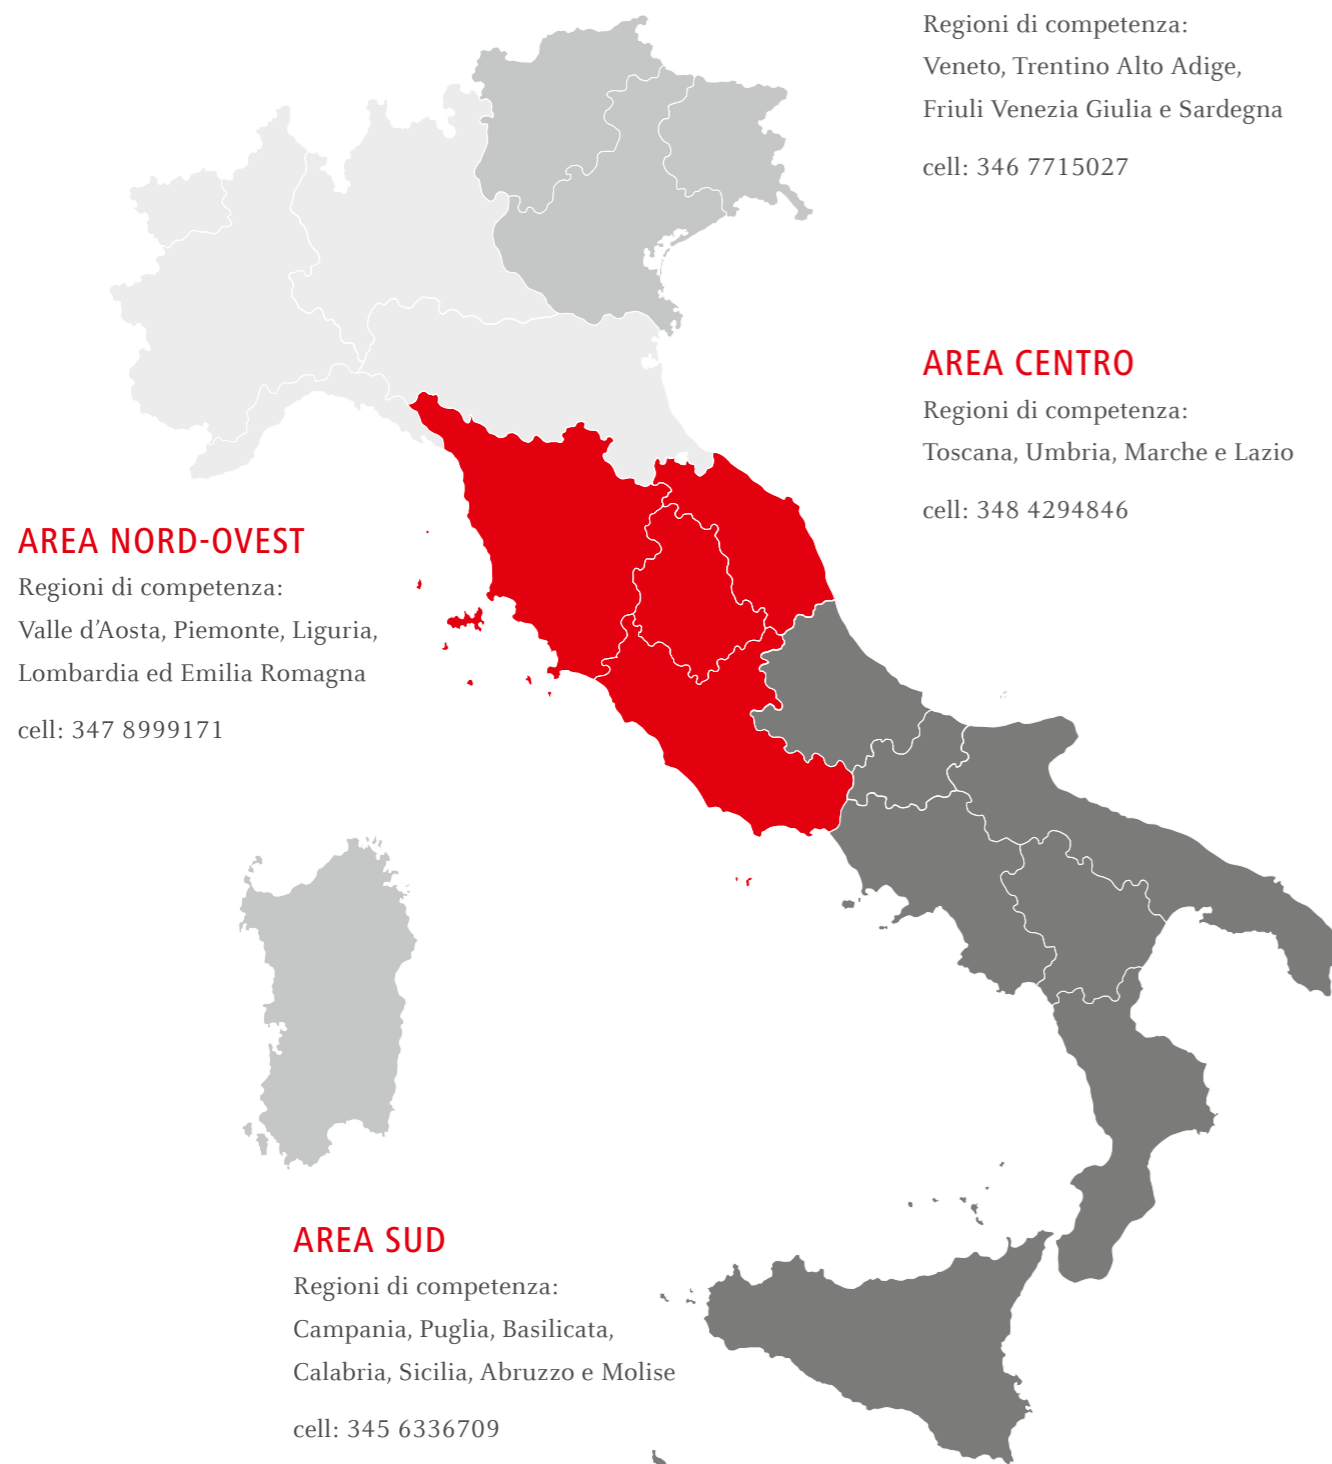 Regioni di competenza:
Veneto, Trentino Alto Adige,
Friuli Venezia Giulia e Sardegna
cell: 346 7715027
AREA CENTRO
Regioni di competenza:
Toscana, Umbria, Marche e Lazio
cell: 348 4294846
AREA NORD-OVEST
Regioni di competenza:
Valle d'Aosta, Piemonte, Liguria,
Lombardia ed Emilia Romagna
cell: 347 8999171
AREA SUD
Regioni di competenza:
Campania, Puglia, Basilicata,
Calabria, Sicilia, Abruzzo e Molise
cell: 345 6336709